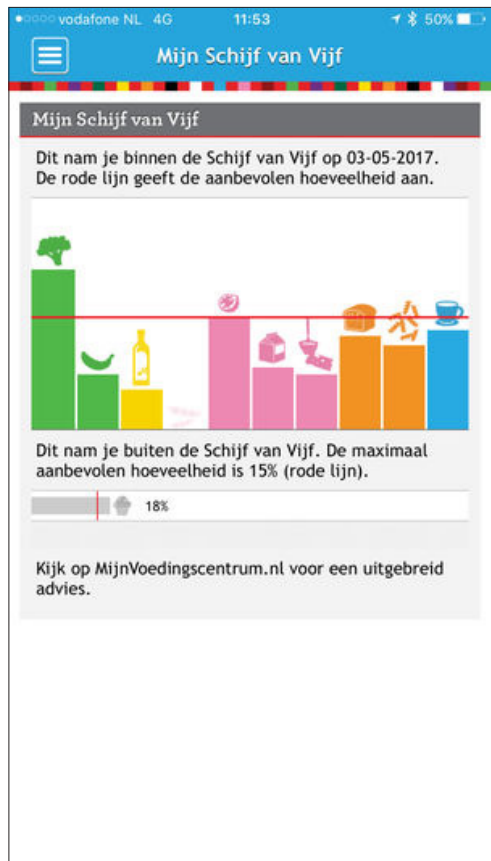 vodafone NL 4G 11:53 50%
Mijn Schijf van Vijf
Mijn Schijf van Vijf
Dit nam je binnen de Schijf van Vijf op 03-05-2017.
De rode lijn geeft de aanbevolen hoeveelheid aan.
Dit nam je buiten de Schijf van Vijf. De maximaal
aanbevolen hoeveelheid is 15% (rode lijn).
18%
Kijk op MijnVoedingscentrum.nl voor een uitgebreid
advies.